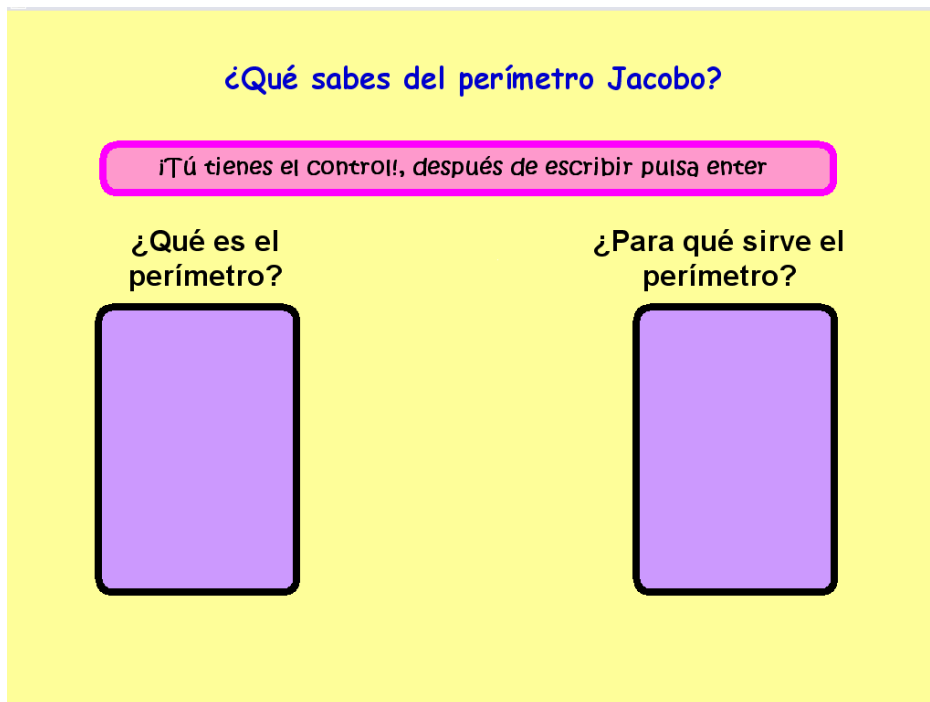 ¿Qué sabes del perímetro Jacobo?
¡Tú tienes el control!, después de escribir pulsa enter
¿Qué es el
perímetro?
¿Para qué sirve el
perímetro?